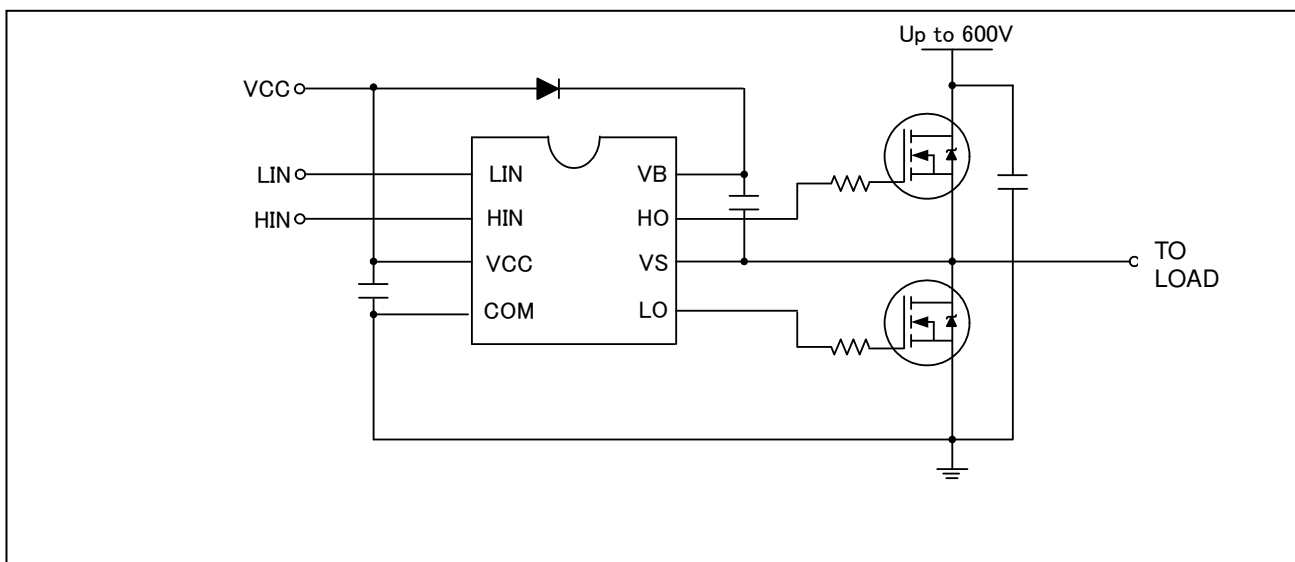 Up to 600V
VCC
LIN
HIN
LIN
HIN
VCC
COM
VB
HO
VS
LO
TO
LOAD